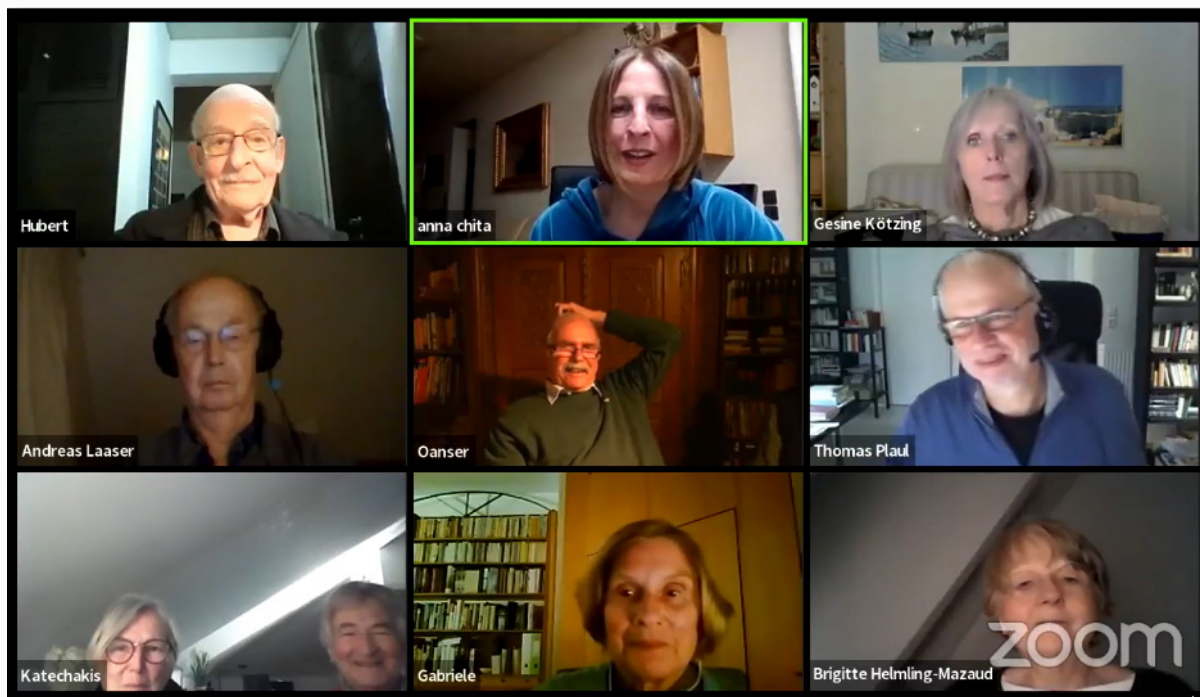 Hubert
anna chita
Gesine Kötzing
Andreas Laaser
Oanser
Thomas Plaul
Katechakis
Gabriele
Brigitte Helmling-Mazaud
zoom